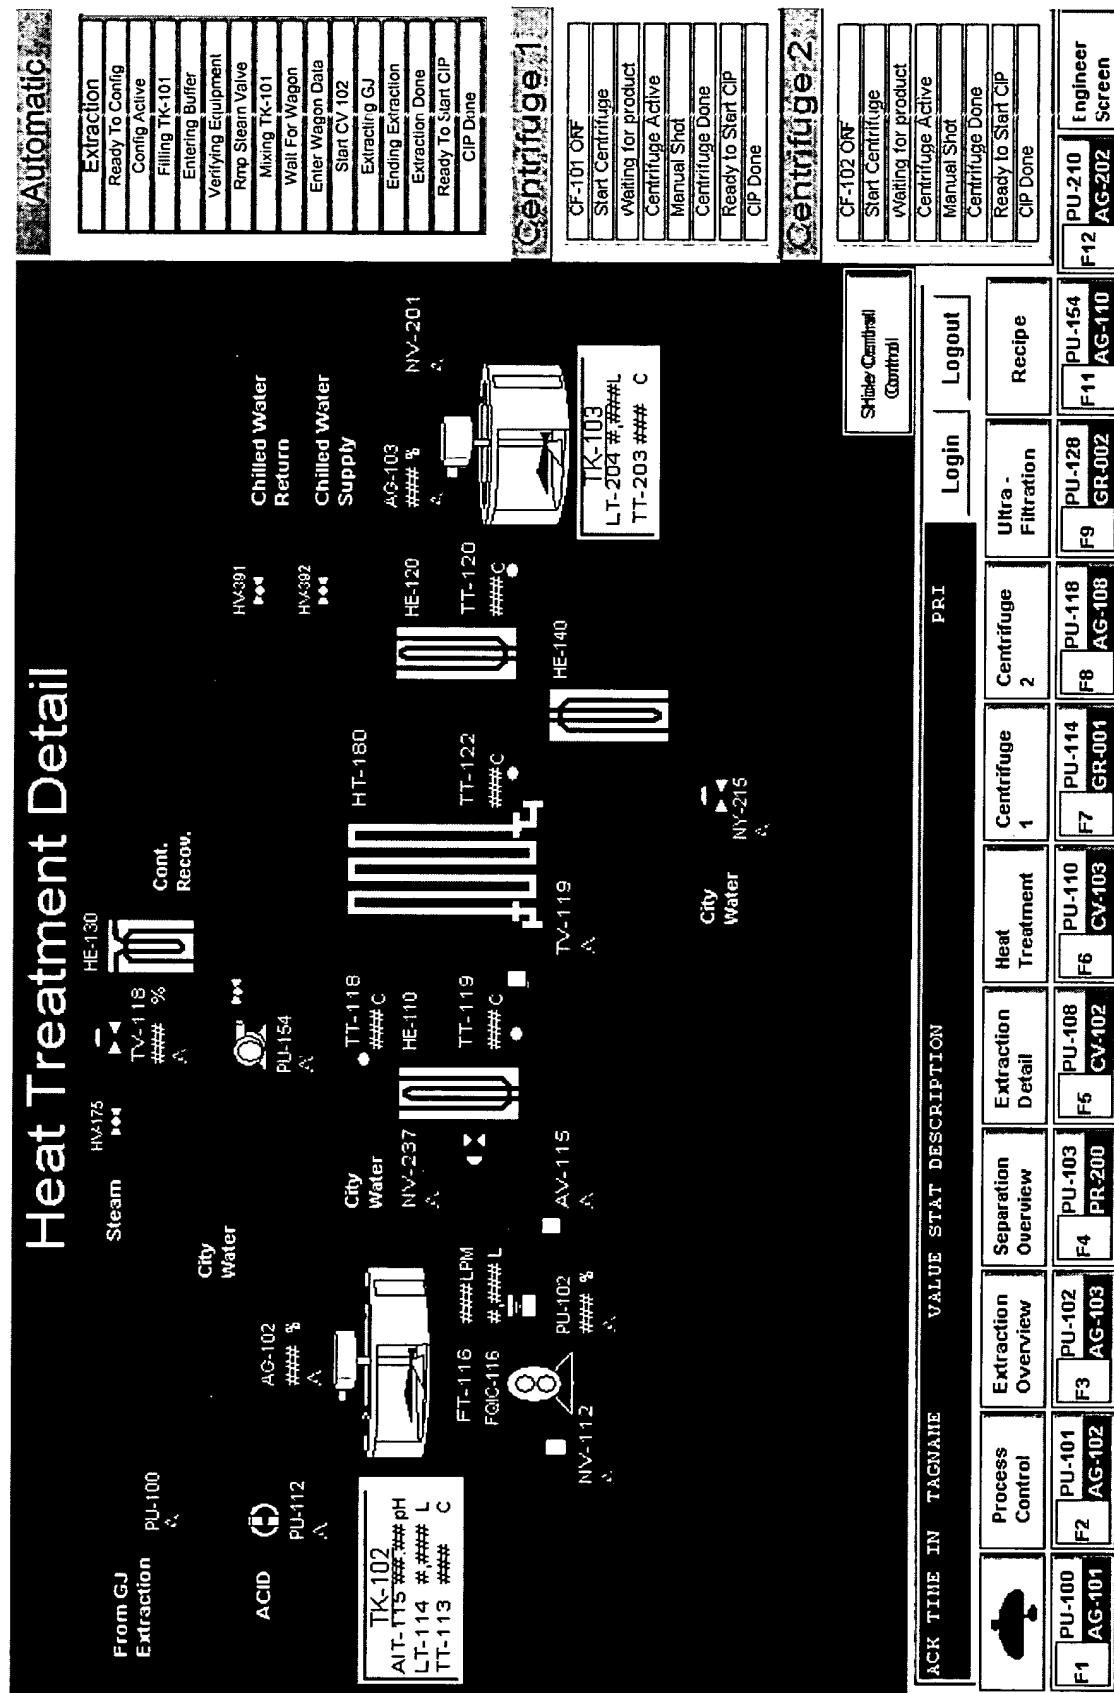 Heat Treatment Detail
From GJ
Extraction
PU-100
A
ACID
PU-112
A
City
Water
Steam
HV-175
TV-118
### %
A
HE-130
Cont.
Recov.
PU-154
A
AG-102
### %
A
TK-102
AIT-115 ##.## pH
LT-114 #,### L
TT-113 ### C
FT-116 ###LPM
FQIC-116 #,### L
NV-112
A
PU-102
### %
A
City
Water
NV-237
A
AV-115
A
TT-118
###C
HE-110
TT-119
###C
TV-119
A
HT-180
TT-122
###C
City
Water
NY-215
A
HE-140
HE-120
TT-120
###C
HV-391
HV-392
Chilled Water
Return
Chilled Water
Supply
AG-103
### %
A
NV-201
A
TK-103
LT-204 #,###L
TT-203 ### C
Automatic
Extraction
Ready To Config
Config Active
Filling TK-101
Entering Buffer
Verifying Equipment
Rmp Steam Valve
Mixing TK-101
Wait For Wagon
Enter Wagon Data
Start CV 102
Extracting GJ
Ending Extraction
Extraction Done
Ready To Start CIP
CIP Done
Centrifuge 1
CF-101
Start Centrifuge
Waiting for product
Centrifuge Active
Manual Shot
Centrifuge Done
Ready to Start CIP
CIP Done
Centrifuge 2
CF-102
Start Centrifuge
Waiting for product
Centrifuge Active
Manual Shot
Centrifuge Done
Ready to Start CIP
CIP Done
Control
ACK TIME IN TAGNAME VALUE STAT DESCRIPTION PRI
Login
Logout
Process
Control
Extraction
Overview
Separation
Overview
Extraction
Detail
Heat
Treatment
Centrifuge
1
Centrifuge
2
Ultra -
Filtration
Recipe
F1 PU-100
AG-101
F2 PU-101
AG-102
F3 PU-102
AG-103
F4 PU-103
PR-200
F5 PU-108
CV-102
F6 PU-110
CV-103
F7 PU-114
GR-001
F8 PU-118
AG-108
F9 PU-128
GR-002
F11 PU-154
AG-110
F12 PU-210
AG-202
Engineer
Screen